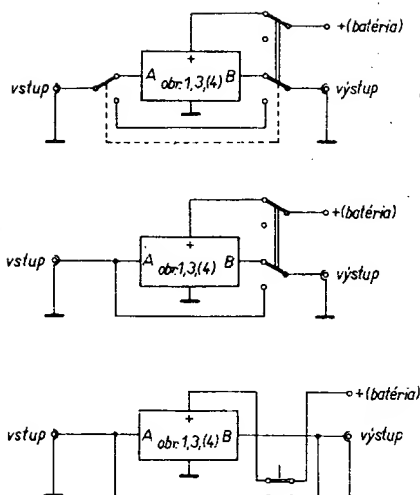 +(batéria)
+
vstup A obr. 1,3,(4) B výstup
+(batéria)
+
vstup A obr. 1,3,(4) B výstup
+(batéria)
+
vstup A obr. 1,3,(4) B výstup